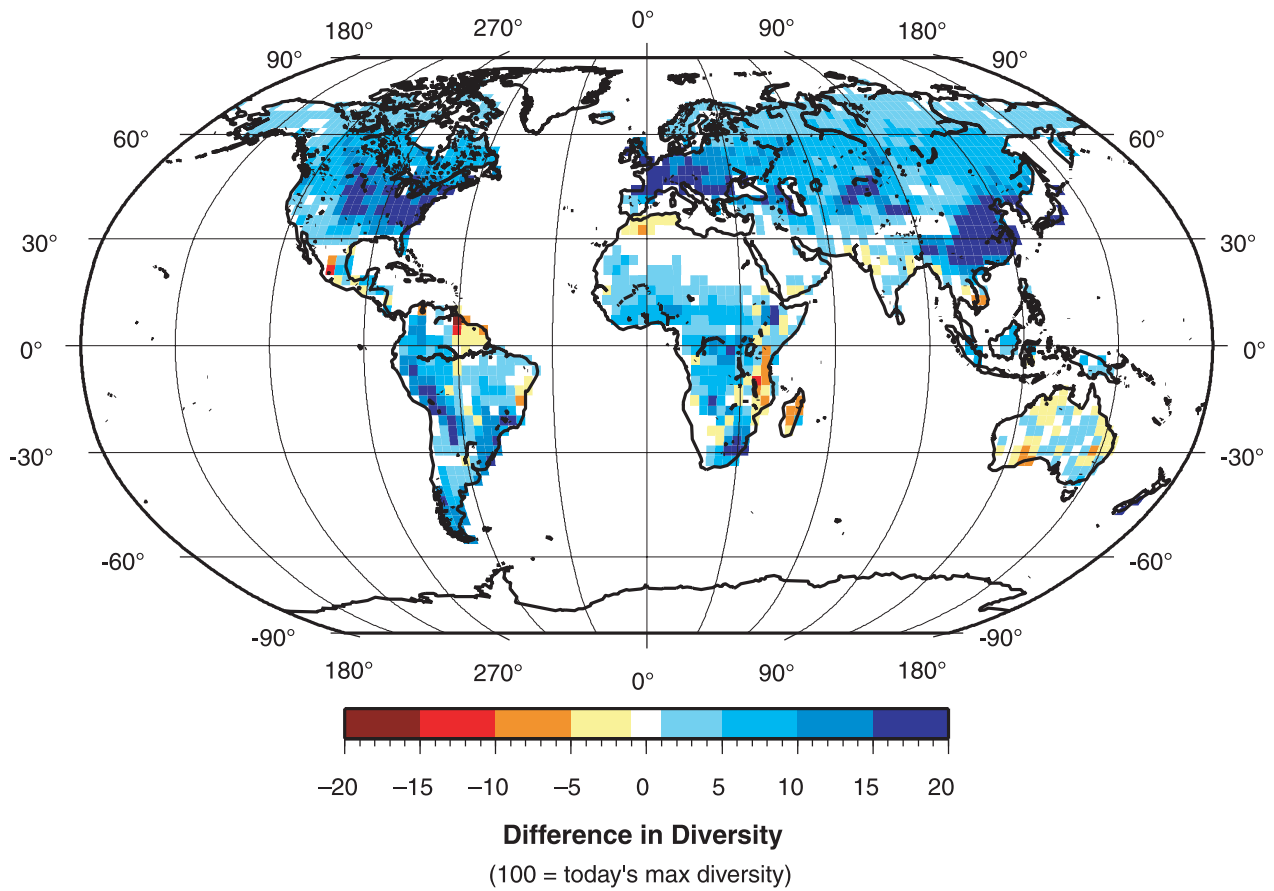 180° 270° 0° 90° 180°
90° 90°
60° 60°
30° 30°
0° 0°
-30° -30°
-60° -60°
-90° -90°
180° 270° 0° 90° 180°
–20 –15 –10 –5 0 5 10 15 20
Difference in Diversity
(100 = today's max diversity)